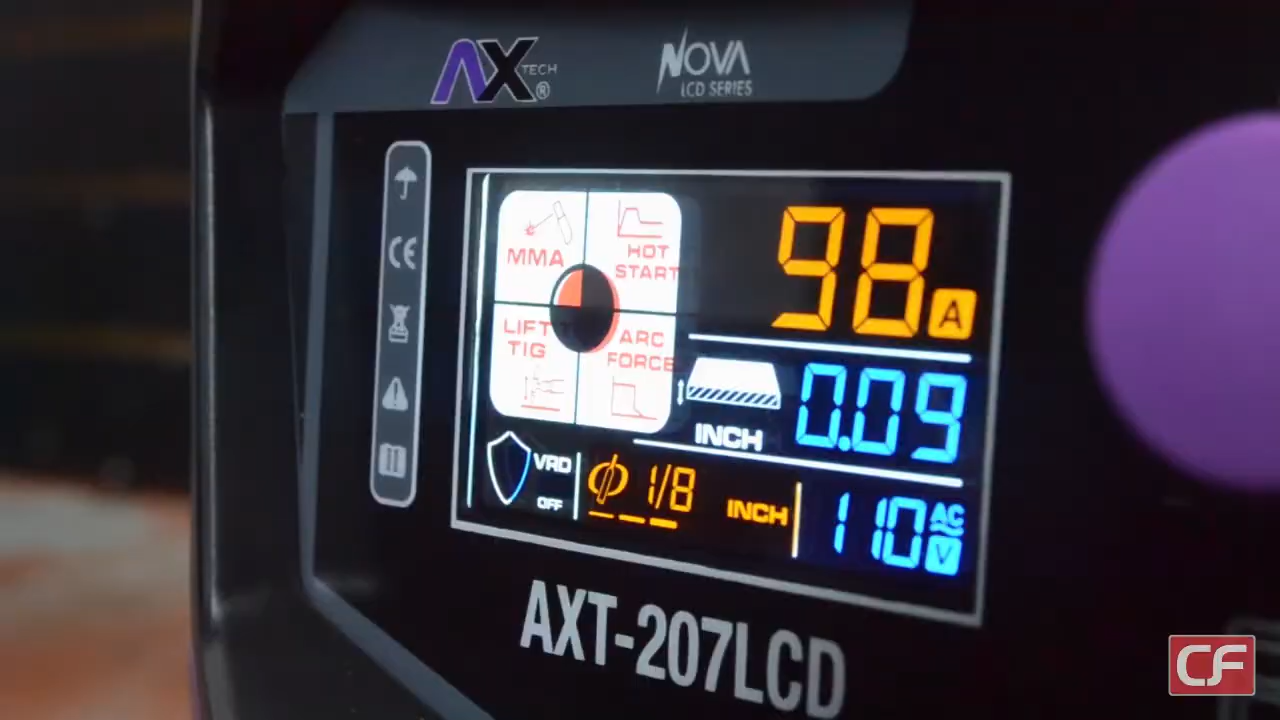 AX TECH ®
NOVA
LCD SERIES
CE
MMA
HOT
START
LIFT
TIG
ARC
FORCE
98 A
INCH
0.09
VRD
OFF
1/8
INCH
110 AC
V
AXT-207LCD
CF